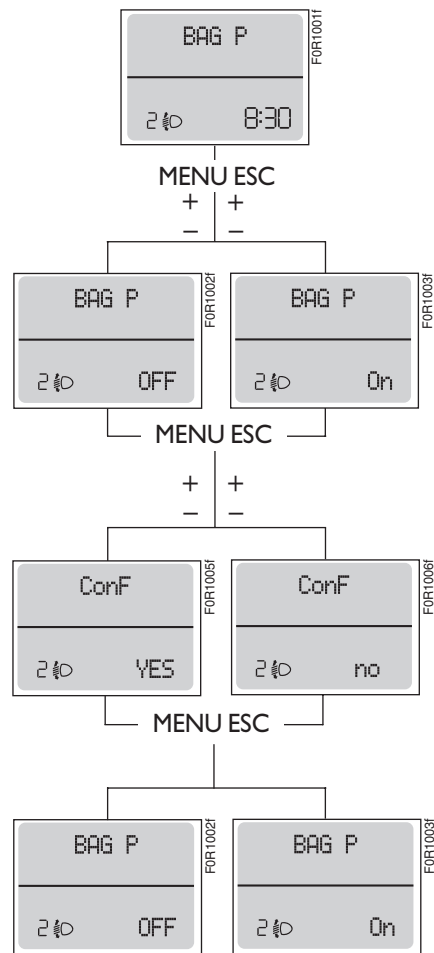 BAG P
2 8:30
F0R1001f
MENU ESC
+ +
– –
BAG P
2 OFF
F0R1002f
BAG P
2 On
F0R1003f
MENU ESC
+ +
– –
ConF
2 YES
F0R1005f
ConF
2 no
F0R1006f
MENU ESC
BAG P
2 OFF
F0R1002f
BAG P
2 On
F0R1003f